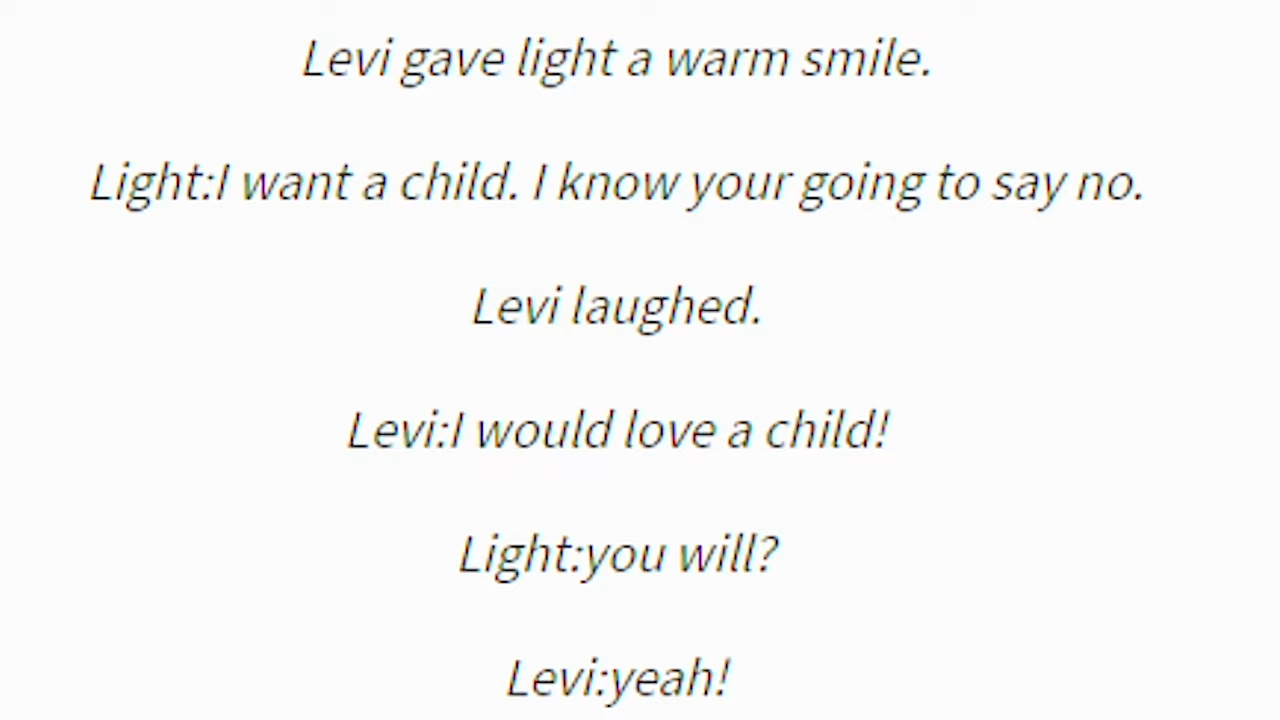 Levi gave light a warm smile.
Light:I want a child. I know your going to say no.
Levi laughed.
Levi:I would love a child!
Light:you will?
Levi:yeah!